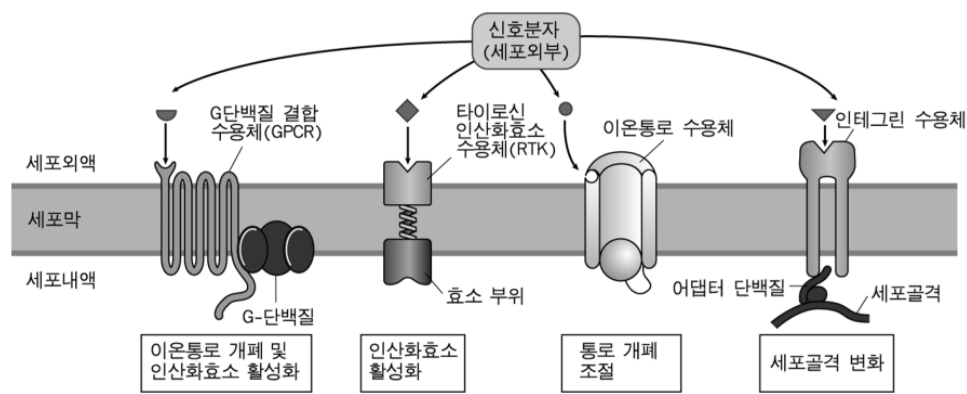 신호분자
(세포외부)
G단백질 결합
수용체(GPCR)
타이로신
인산화효소
수용체(RTK)
이온통로 수용체
인테그린 수용체
세포외액
세포막
세포내액
G-단백질
효소 부위
어댑터 단백질
세포골격
이온통로 개폐 및
인산화효소 활성화
인산화효소
활성화
통로 개폐
조절
세포골격 변화